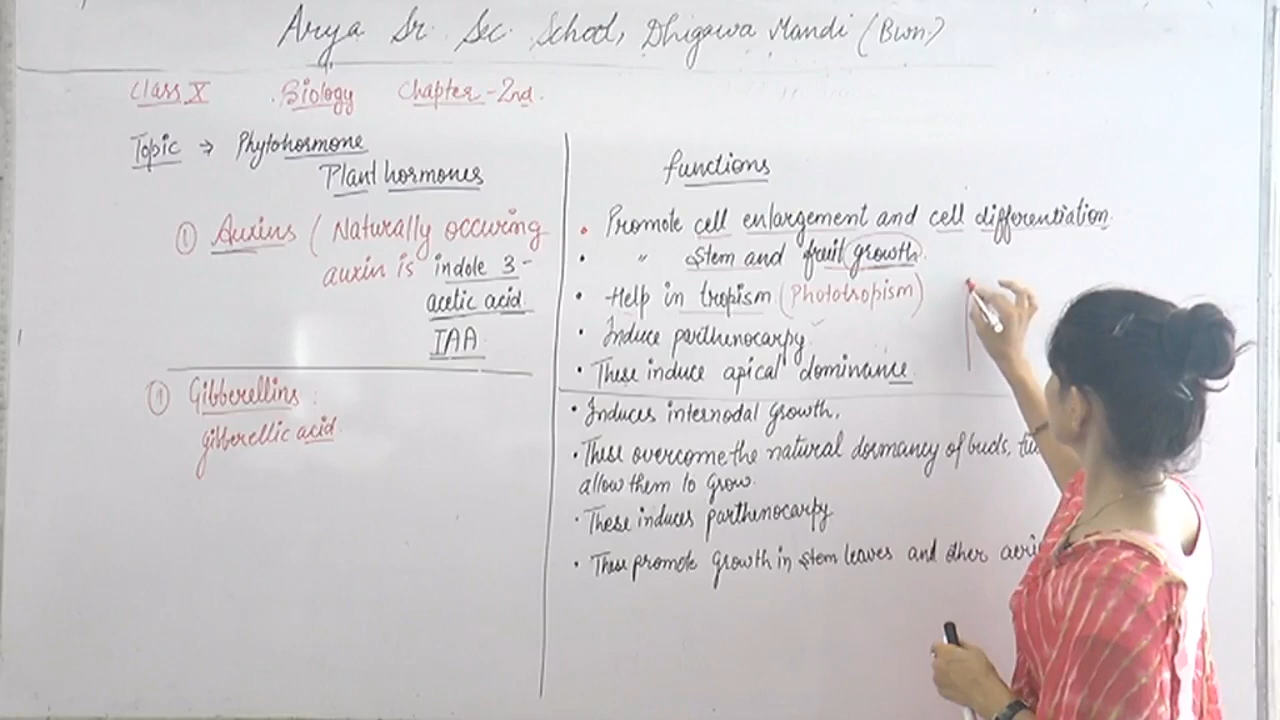 Arya Sr. Sec. School, Dhigawa Mandi (Bwn.)
Class X Biology Chapter-2nd.
Topic → Phytohormone
Plant hormones
① Auxins (Naturally occuring
auxin is indole 3-
acetic acid
IAA
① Gibberellins :
gibberellic acid
functions
• Promote cell enlargement and cell differentiation
• " Stem and fruit growth.
• Help in tropism (Phototropism)
• Induce parthenocarpy
• These induce apical dominance
• Induces internodal growth.
• These overcome the natural dormancy of buds,
allow them to grow.
• These induces parthenocarpy
• These promote growth in stem leaves and other